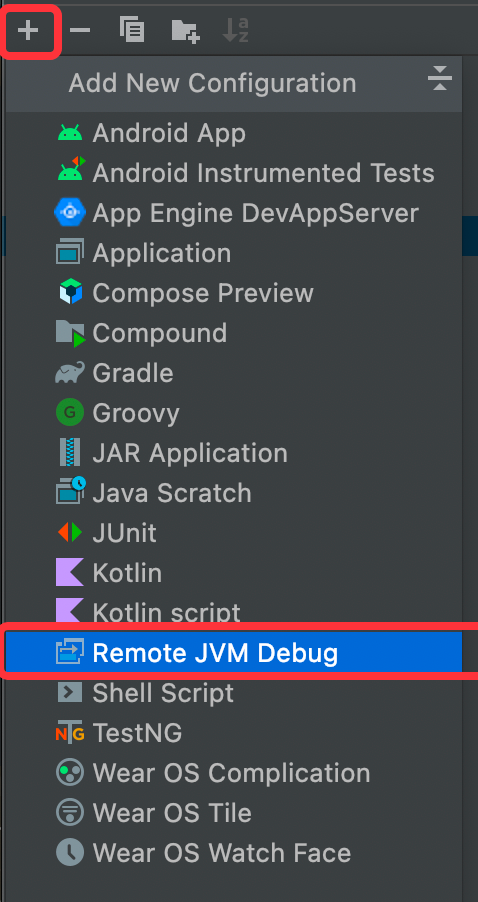 Add New Configuration
Android App
Android Instrumented Tests
App Engine DevAppServer
Application
Compose Preview
Compound
Gradle
G Groovy
JAR Application
Java Scratch
JUnit
Kotlin
Kotlin script
Remote JVM Debug
Shell Script
NTG TestNG
Wear OS Complication
Wear OS Tile
Wear OS Watch Face